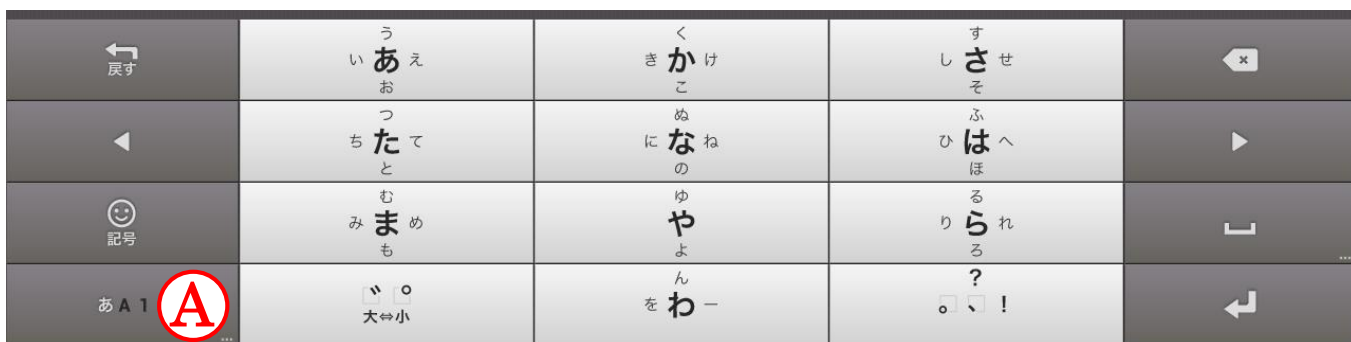 戻す
う
い あ え
お
く
き か け
こ
す
し さ せ
そ
つ
ち た て
と
ぬ
に な ね
の
ふ
ひ は へ
ほ
記号
む
み ま め
も
ゆ
や
よ
る
り ら れ
ろ
あ A 1
A
゛ ゜
大⇔小
ん
を わ ー
?
。 、 !